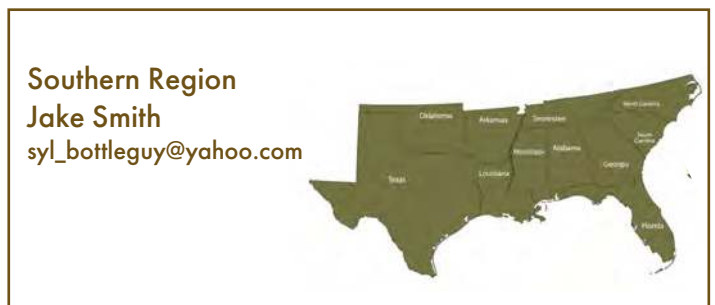 Southern Region
Jake Smith
syl_bottleguy@yahoo.com
North Carolina
Oklahoma
Arkansas
Tennessee
South
Carolina
Mississippi
Alabama
Georgia
Louisiana
Texas
Florida